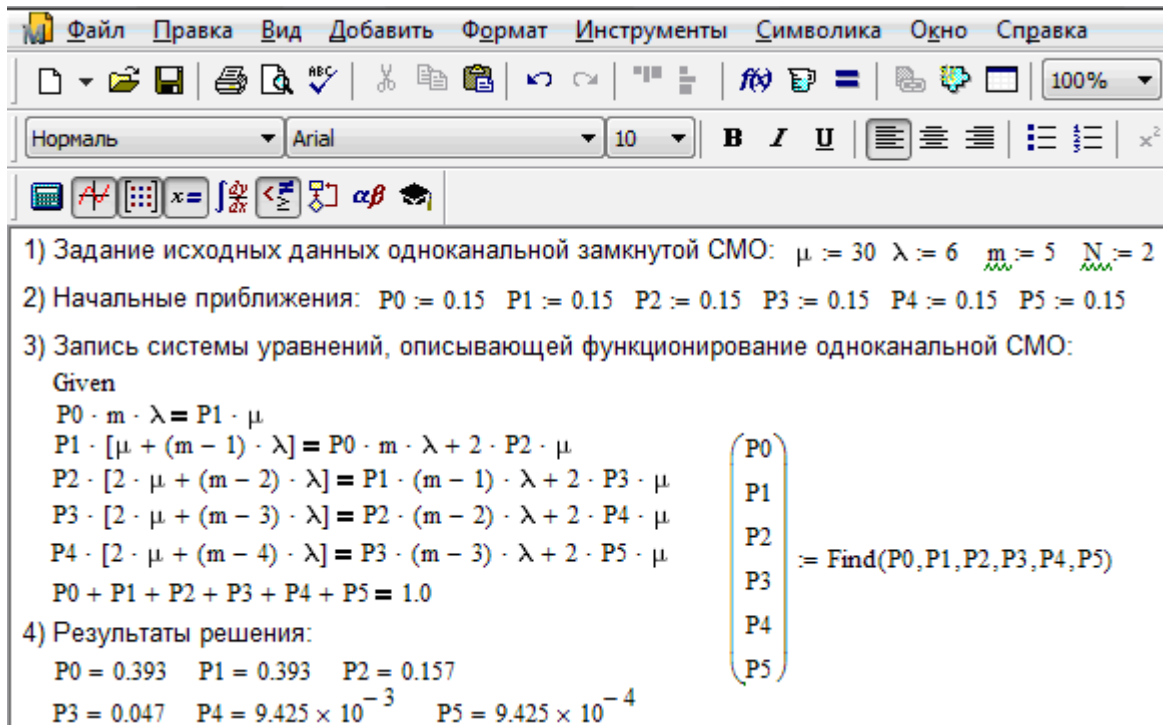 Файл Правка Вид Добавить Формат Инструменты Символика Окно Справка
ABC f(x) 100%
Нормаль Arial 10 B I U x²
x= ∫ dy/dx αβ
1) Задание исходных данных одноканальной замкнутой СМО: μ := 30 λ := 6 m := 5 N := 2
2) Начальные приближения: P0 := 0.15 P1 := 0.15 P2 := 0.15 P3 := 0.15 P4 := 0.15 P5 := 0.15
3) Запись системы уравнений, описывающей функционирование одноканальной СМО:
Given
P0 · m · λ = P1 · μ
P1 · [μ + (m − 1) · λ] = P0 · m · λ + 2 · P2 · μ
P2 · [2 · μ + (m − 2) · λ] = P1 · (m − 1) · λ + 2 · P3 · μ
P3 · [2 · μ + (m − 3) · λ] = P2 · (m − 2) · λ + 2 · P4 · μ
P4 · [2 · μ + (m − 4) · λ] = P3 · (m − 3) · λ + 2 · P5 · μ
P0 + P1 + P2 + P3 + P4 + P5 = 1.0
P0
P1
P2
P3
P4
P5
:= Find(P0,P1,P2,P3,P4,P5)
4) Результаты решения:
P0 = 0.393 P1 = 0.393 P2 = 0.157
P3 = 0.047 P4 = 9.425 × 10⁻³ P5 = 9.425 × 10⁻⁴